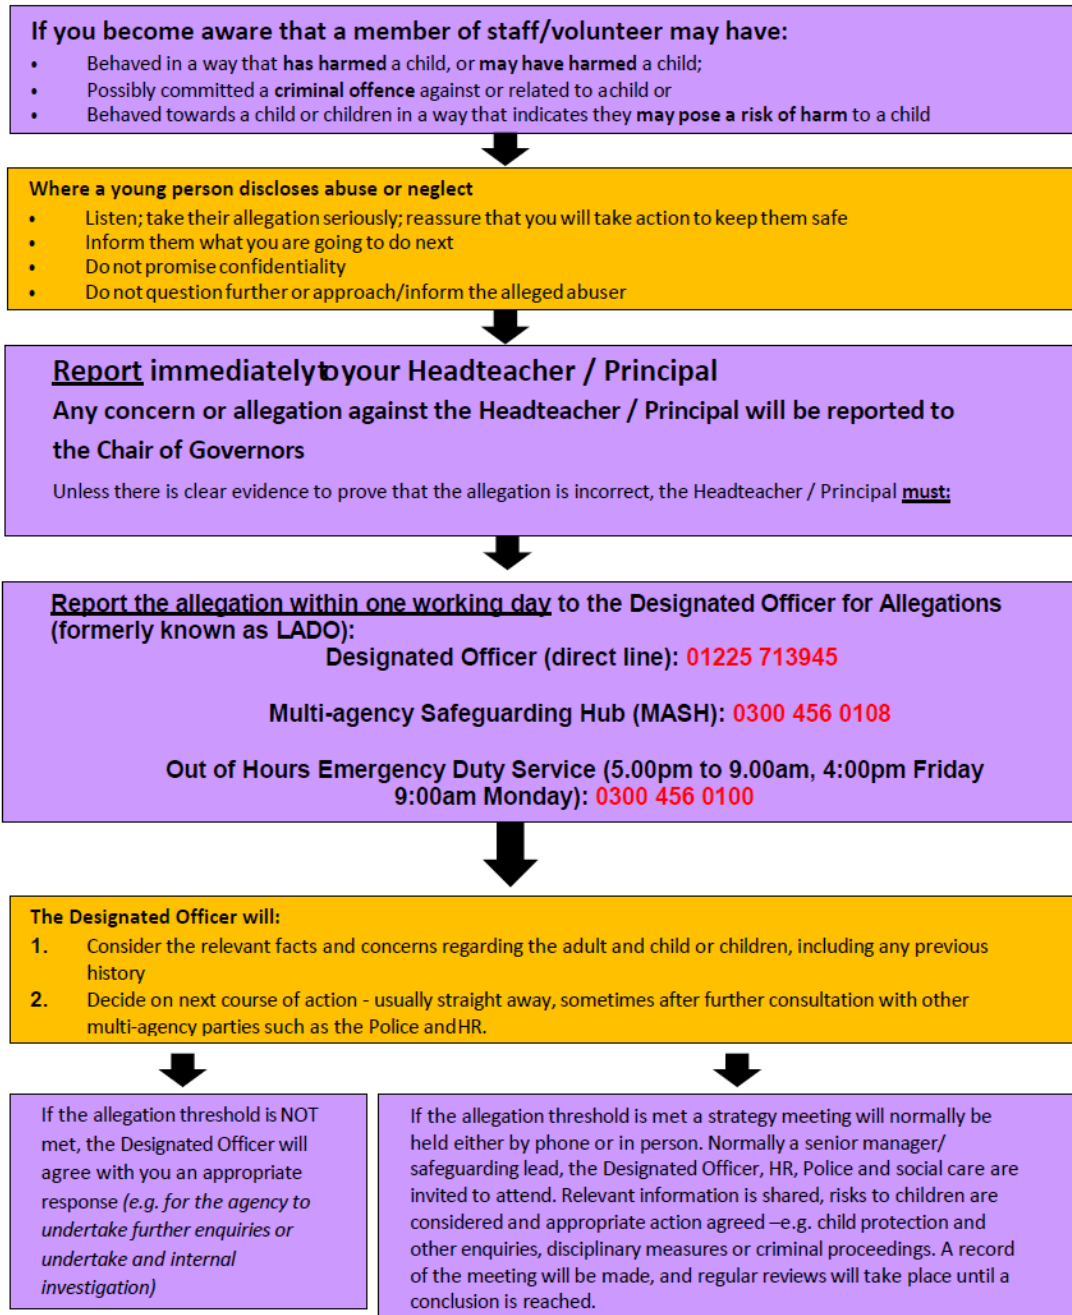 If you become aware that a member of staff/volunteer may have:
• Behaved in a way that has harmed a child, or may have harmed a child;
• Possibly committed a criminal offence against or related to achild or
• Behaved towards a child or children in a way that indicates they may pose a risk of harm to a child
Where a young person discloses abuse or neglect
• Listen; take their allegation seriously; reassure that you will take action to keep them safe
• Inform them what you are going to do next
• Do not promise confidentiality
• Do not question further or approach/inform the alleged abuser
Report immediatelyto your Headteacher / Principal
Any concern or allegation against the Headteacher / Principal will be reported to
the Chair of Governors
Unless there is clear evidence to prove that the allegation is incorrect, the Headteacher / Principal must:
Report the allegation within one working day to the Designated Officer for Allegations
(formerly known as LADO):
Designated Officer (direct line): 01225 713945
Multi-agency Safeguarding Hub (MASH): 0300 456 0108
Out of Hours Emergency Duty Service (5.00pm to 9.00am, 4:00pm Friday
9:00am Monday): 0300 456 0100
The Designated Officer will:
1. Consider the relevant facts and concerns regarding the adult and child or children, including any previous
history
2. Decide on next course of action - usually straight away, sometimes after further consultation with other
multi-agency parties such as the Police and HR.
If the allegation threshold is NOT
met, the Designated Officer will
agree with you an appropriate
response (e.g. for the agency to
undertake further enquiries or
undertake and internal
investigation)
If the allegation threshold is met a strategy meeting will normally be
held either by phone or in person. Normally a senior manager/
safeguarding lead, the Designated Officer, HR, Police and social care are
invited to attend. Relevant information is shared, risks to children are
considered and appropriate action agreed –e.g. child protection and
other enquiries, disciplinary measures or criminal proceedings. A record
of the meeting will be made, and regular reviews will take place until a
conclusion is reached.